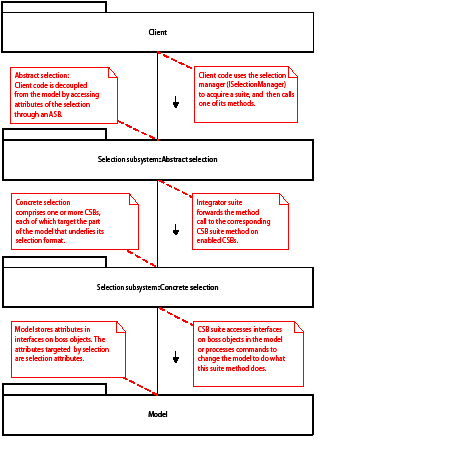 Client
Abstract selection:
Client code is decoupled
from the model by accessing
attributes of the selection
through an ASB.
Client code uses the selection
manager (ISelectionManager)
to acquire a suite, and then calls
one of its methods.
Selection subsystem::Abstract selection
Concrete selection
comprises one or more CSBs,
each of which target the part
of the model that underlies its
selection format.
Integrator suite
forwards the method
call to the corresponding
CSB suite method on
enabled CSBs.
Selection subsystem::Concrete selection
Model stores attributes in
interfaces on boss objects. The
attributes targeted by selection
are selection attributes.
CSB suite accesses interfaces
on boss objects in the model
or processes commands to
change the model to do what
this suite method does.
Model